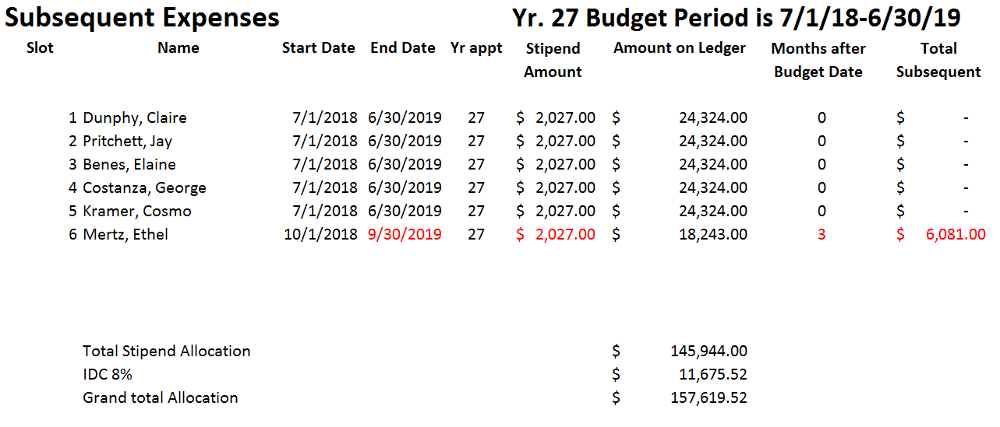 Subsequent Expenses Yr. 27 Budget Period is 7/1/18-6/30/19
Slot Name Start Date End Date Yr appt Stipend Amount on Ledger Months after Total
Amount Budget Date Subsequent
1 Dunphy, Claire 7/1/2018 6/30/2019 27 $ 2,027.00 $ 24,324.00 0 $ -
2 Pritchett, Jay 7/1/2018 6/30/2019 27 $ 2,027.00 $ 24,324.00 0 $ -
3 Benes, Elaine 7/1/2018 6/30/2019 27 $ 2,027.00 $ 24,324.00 0 $ -
4 Costanza, George 7/1/2018 6/30/2019 27 $ 2,027.00 $ 24,324.00 0 $ -
5 Kramer, Cosmo 7/1/2018 6/30/2019 27 $ 2,027.00 $ 24,324.00 0 $ -
6 Mertz, Ethel 10/1/2018 9/30/2019 27 $ 2,027.00 $ 18,243.00 3 $ 6,081.00
Total Stipend Allocation $ 145,944.00
IDC 8% $ 11,675.52
Grand total Allocation $ 157,619.52